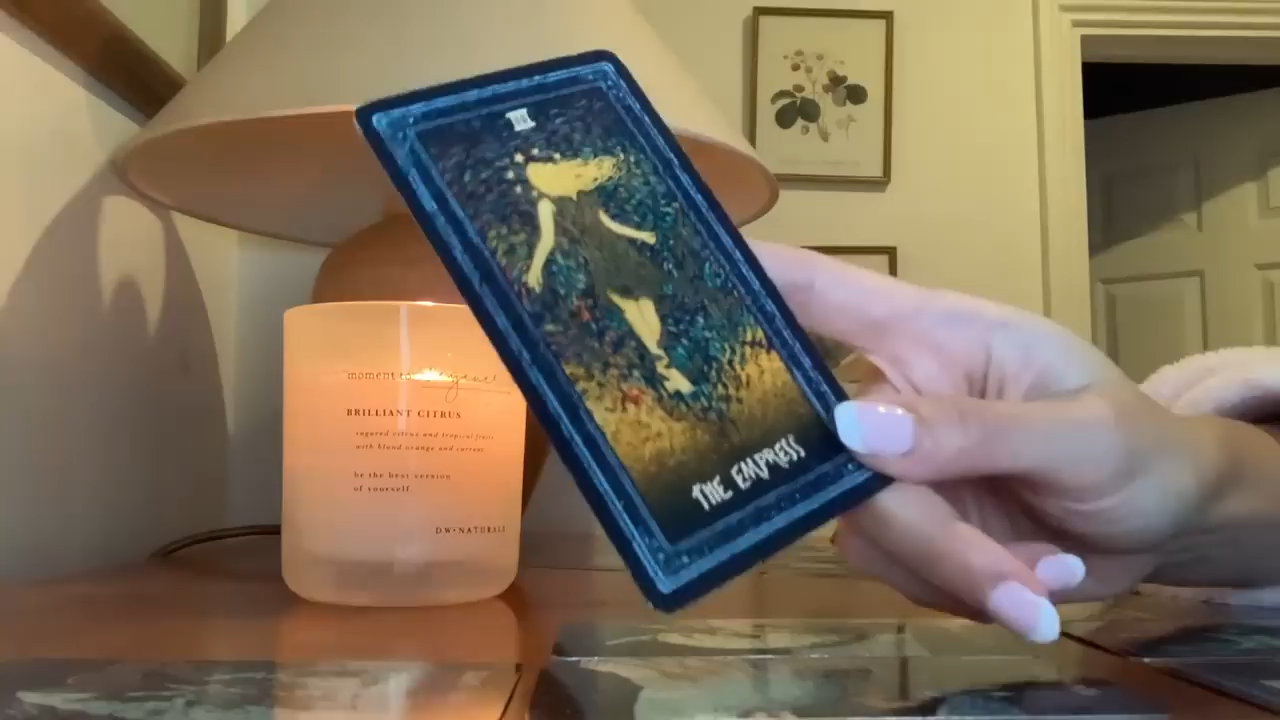 III
THE EMPRESS
moment to
BRILLIANT CITRUS
sugared citrus and tropical fruits
with blood orange and currant
be the best version
of yourself.
DW•NATURALS